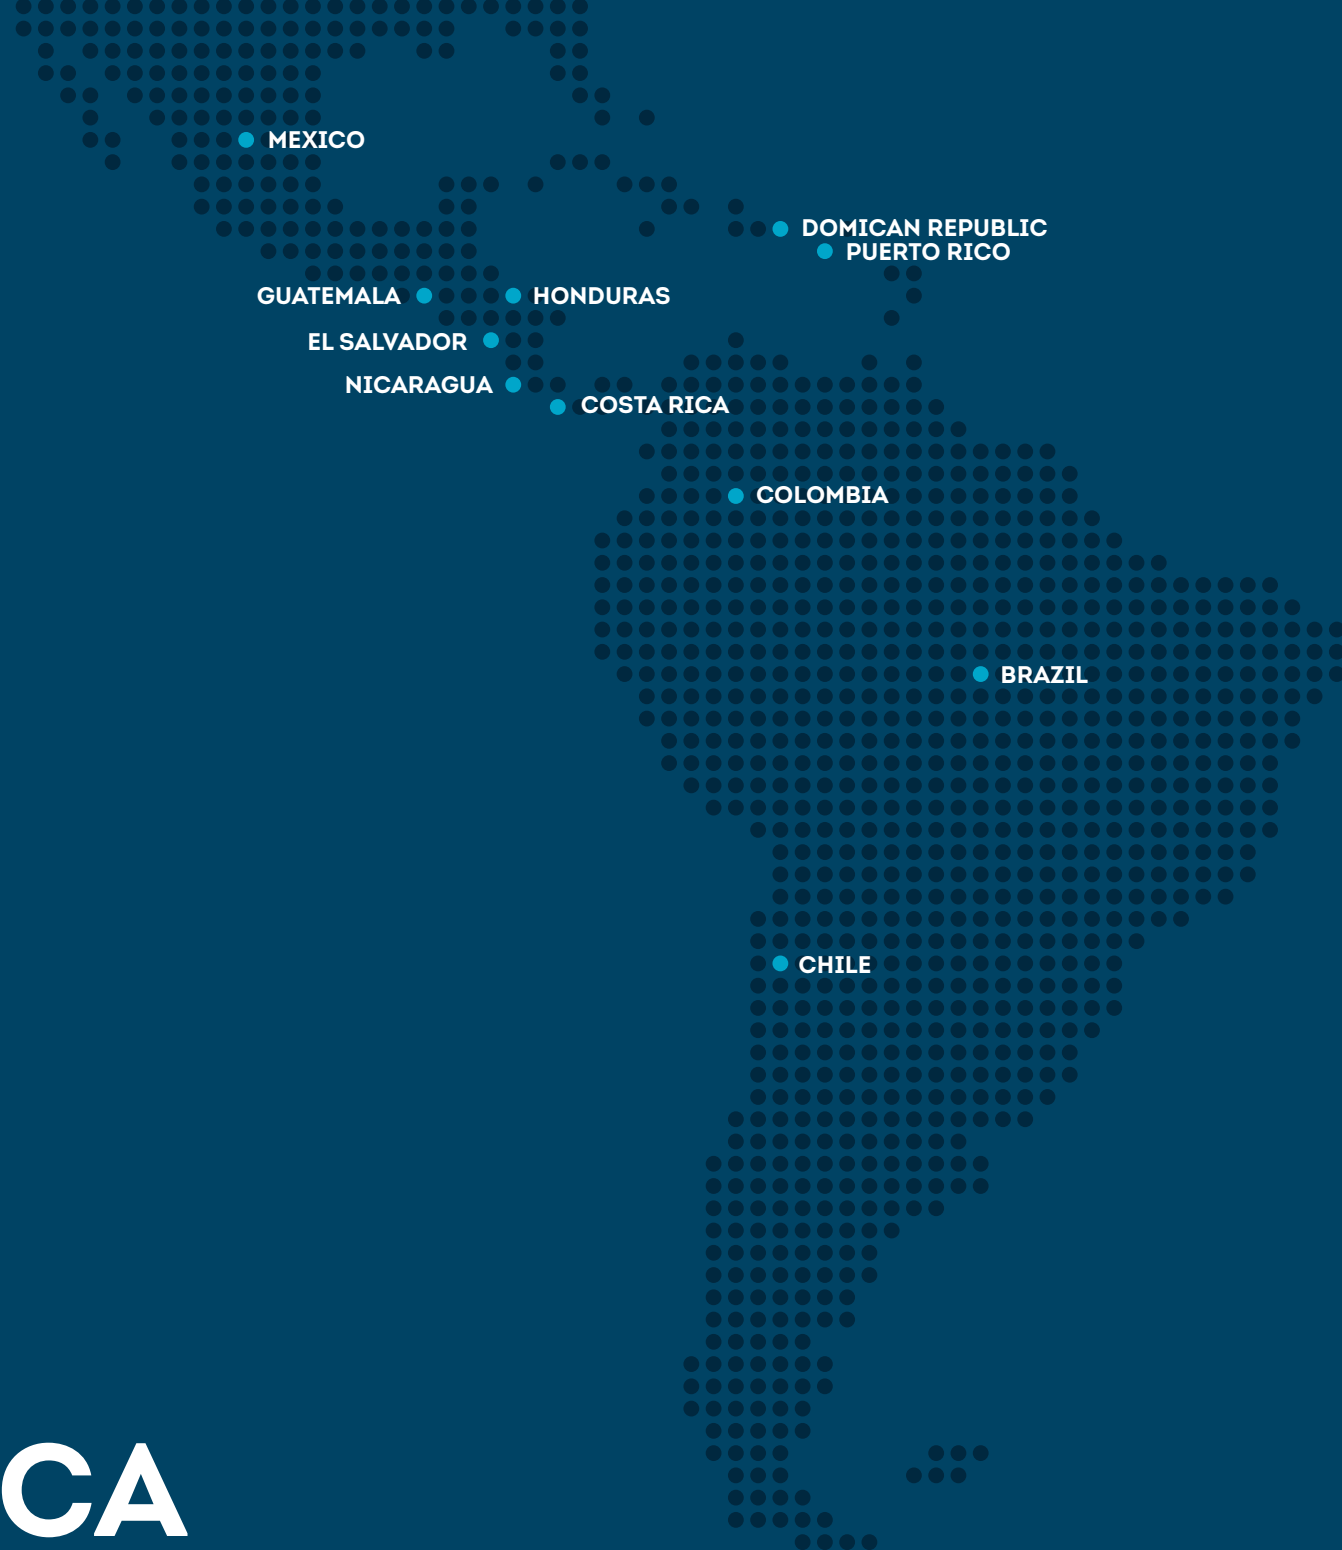 MEXICO
DOMICAN REPUBLIC
PUERTO RICO
GUATEMALA
HONDURAS
EL SALVADOR
NICARAGUA
COSTA RICA
COLOMBIA
BRAZIL
CHILE
CA